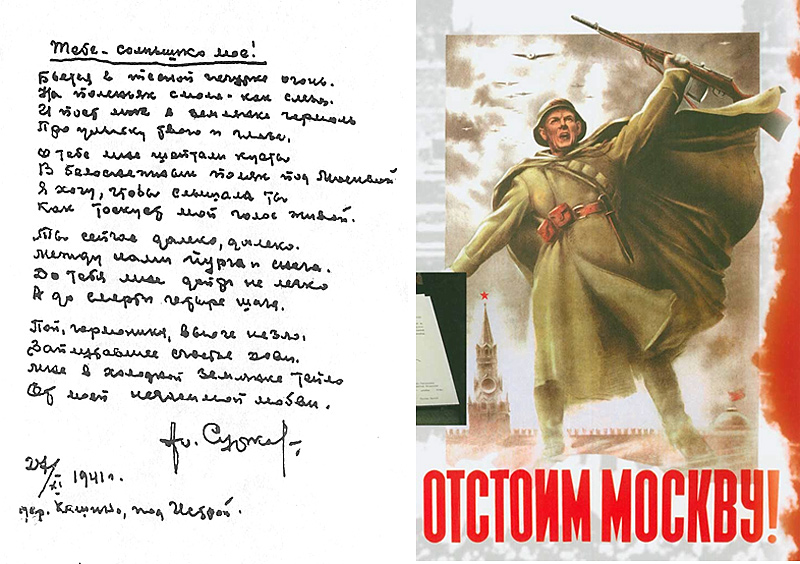 Тебе – солнышко мое!
Бьется в тесной печурке огонь.
На поленьях смола – как слеза.
И поет мне в землянке гармонь
Про улыбку твою и глаза.
О тебе мне шептали кусты
В белоснежных полях под Москвой
Я хочу, чтобы слышала ты
Как тоскует мой голос живой.
Ты сейчас далеко, далеко.
Между нами пурга и снега.
До тебя мне дойти не легко
А до смерти четыре шага.
Пой, гармоника, вьюге назло.
Заплутавшее счастье зови.
Мне в холодной землянке тепло
От моей негасимой любви.
Ал. Сурков
27/XI 1941 г.
дер. Кашино, под Истрой.
ОТСТОИМ МОСКВУ!